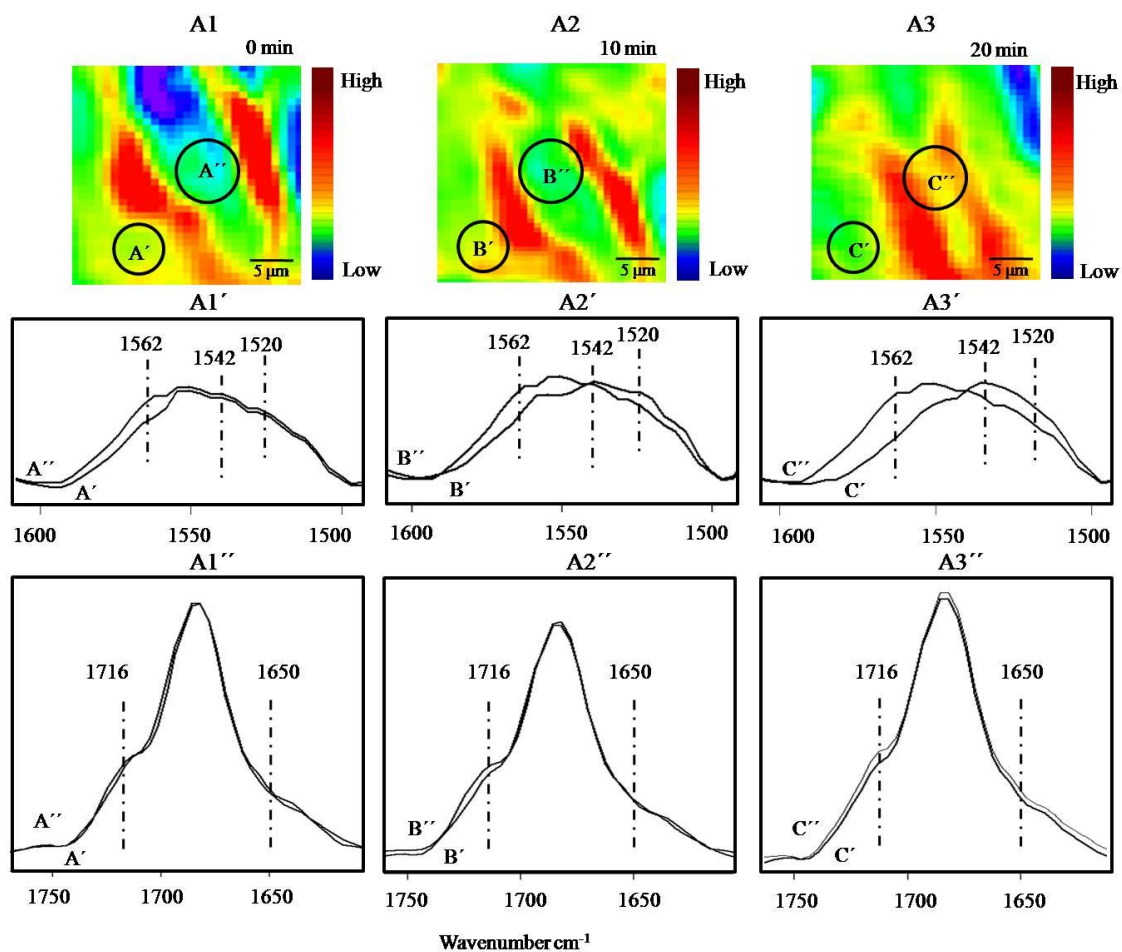 A1 A2 A3
0 min 10 min 20 min
High High High
A´´ B´´ C´´
A´ B´ C´
5 μm 5 μm 5 μm
Low Low Low
A1´ A2´ A3´
1562 1542 1520 1562 1542 1520 1562 1542 1520
A´´ B´´ C´´
A´ B´ C´
1600 1550 1500 1600 1550 1500 1600 1550 1500
A1´´ A2´´ A3´´
1716 1650 1716 1650 1716 1650
A´´ B´´ C´´
A´ B´ C´
1750 1700 1650 1750 1700 1650 1750 1700 1650
Wavenumber cm-1